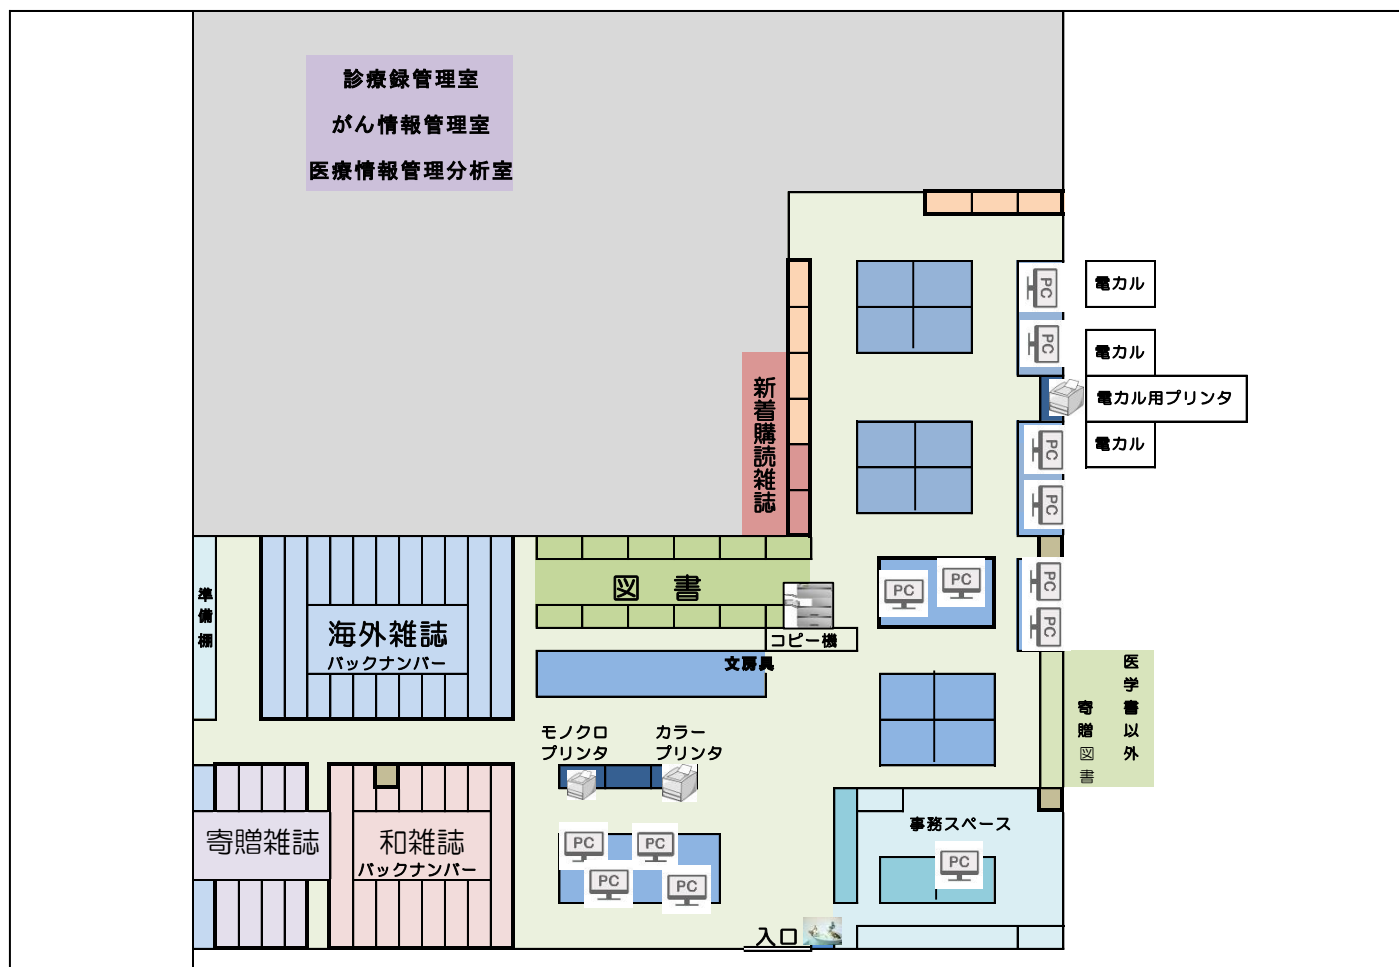 診療録管理室
がん情報管理室
医療情報管理分析室
PC
電カル
PC
電カル
電カル用プリンタ
新着購読雑誌
PC
電カル
PC
図 書
PC
PC
PC
PC
準備棚
海外雑誌
バックナンバー
コピー機
文房具
医学書以外
寄贈図書
モノクロ
プリンタ
カラー
プリンタ
寄贈雑誌
和雑誌
バックナンバー
PC
PC
PC
PC
事務スペース
PC
入口